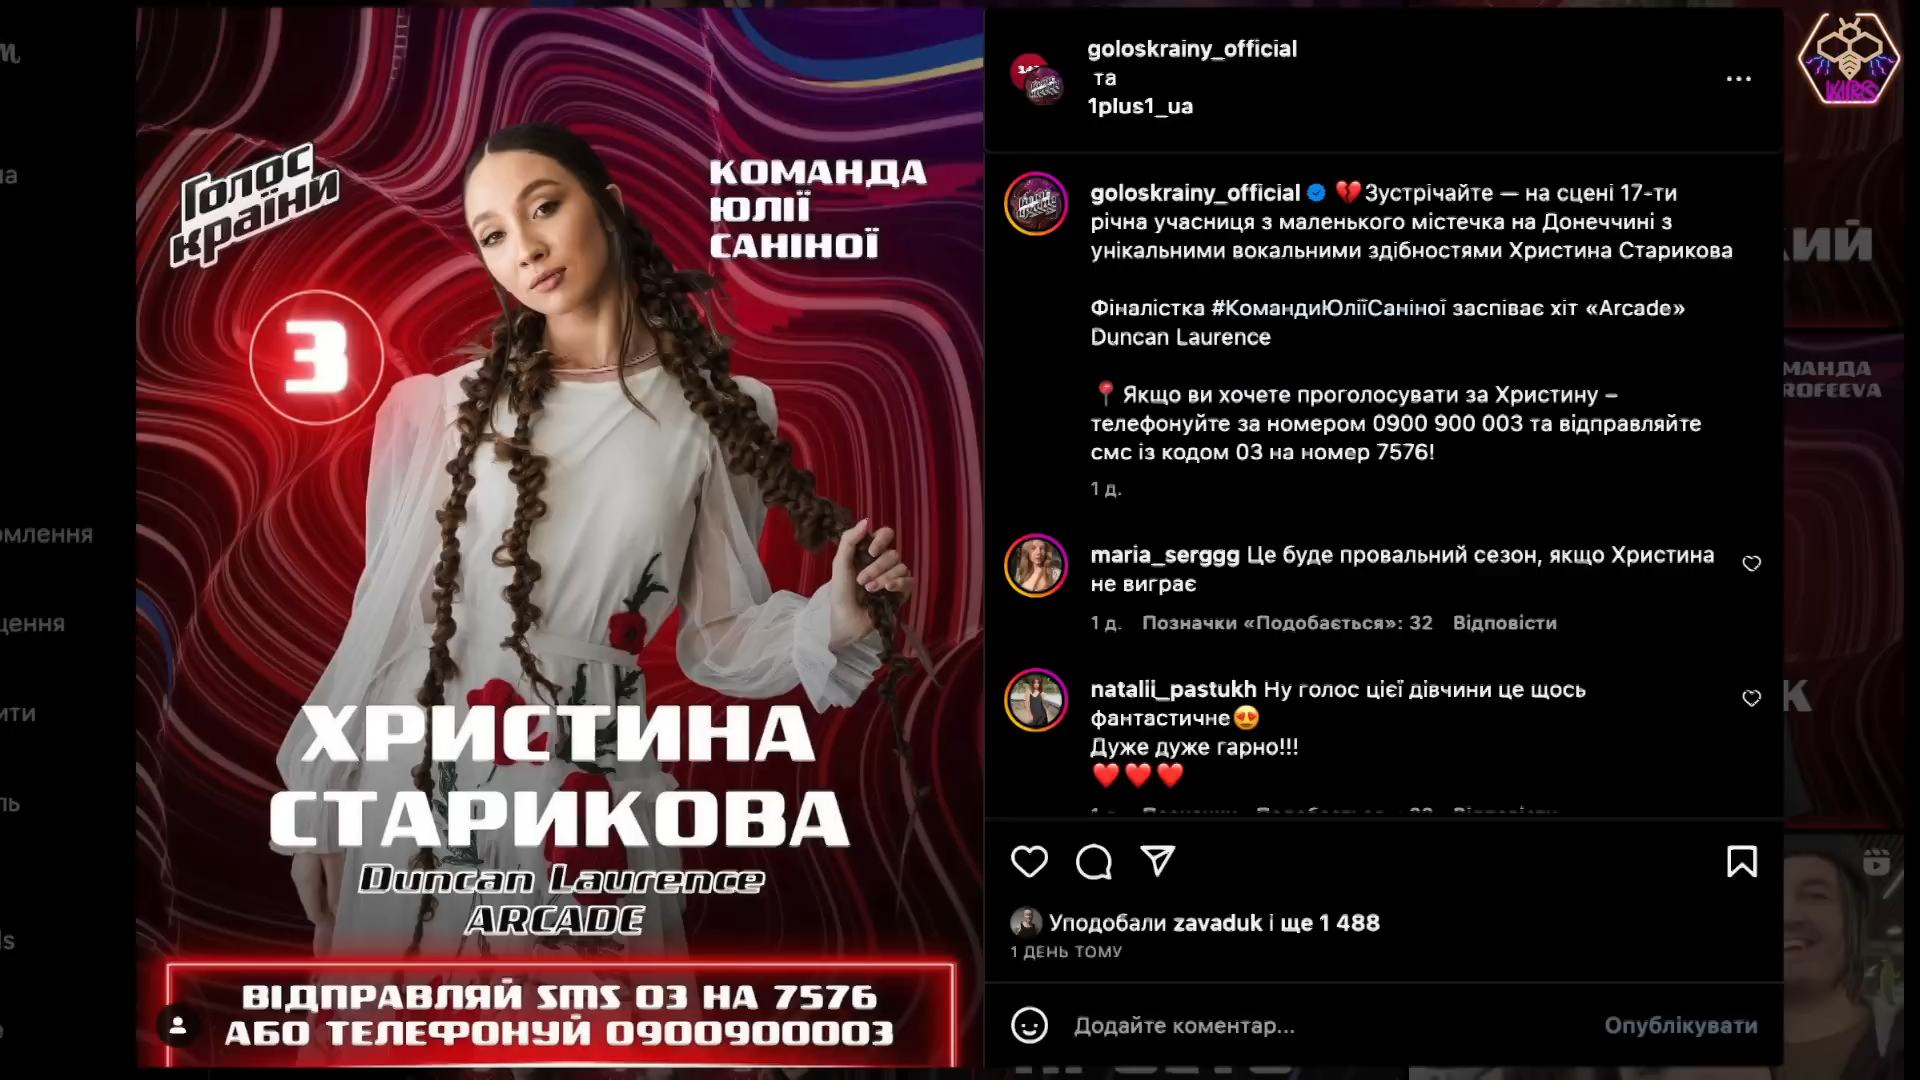 Голос
країни
КОМАНДА
ЮЛІЇ
САНІНОЇ
3
ХРИСТИНА
СТАРИКОВА
Duncan Laurence
ARCADE
ВІДПРАВЛЯЙ SMS 03 НА 7576
АБО ТЕЛЕФОНУЙ 0900900003
goloskrainy_official
та
1plus1_ua
goloskrainy_official 💔Зустрічайте — на сцені 17-ти
річна учасниця з маленького містечка на Донеччині з
унікальними вокальними здібностями Христина Старикова
Фіналістка #КомандиЮліїСаніної заспіває хіт «Arcade»
Duncan Laurence
📍 Якщо ви хочете проголосувати за Христину –
телефонуйте за номером 0900 900 003 та відправляйте
смс із кодом 03 на номер 7576!
1 д.
maria_serggg Це буде провальний сезон, якщо Христина
не виграє
1 д. Позначки «Подобається»: 32 Відповісти
natalii_pastukh Ну голос цієї дівчини це щось
фантастичне😍
Дуже дуже гарно!!!
❤️❤️❤️
Уподобали zavaduk і ще 1 488
1 ДЕНЬ ТОМУ
Додайте коментар...
Опублікувати
KIRS